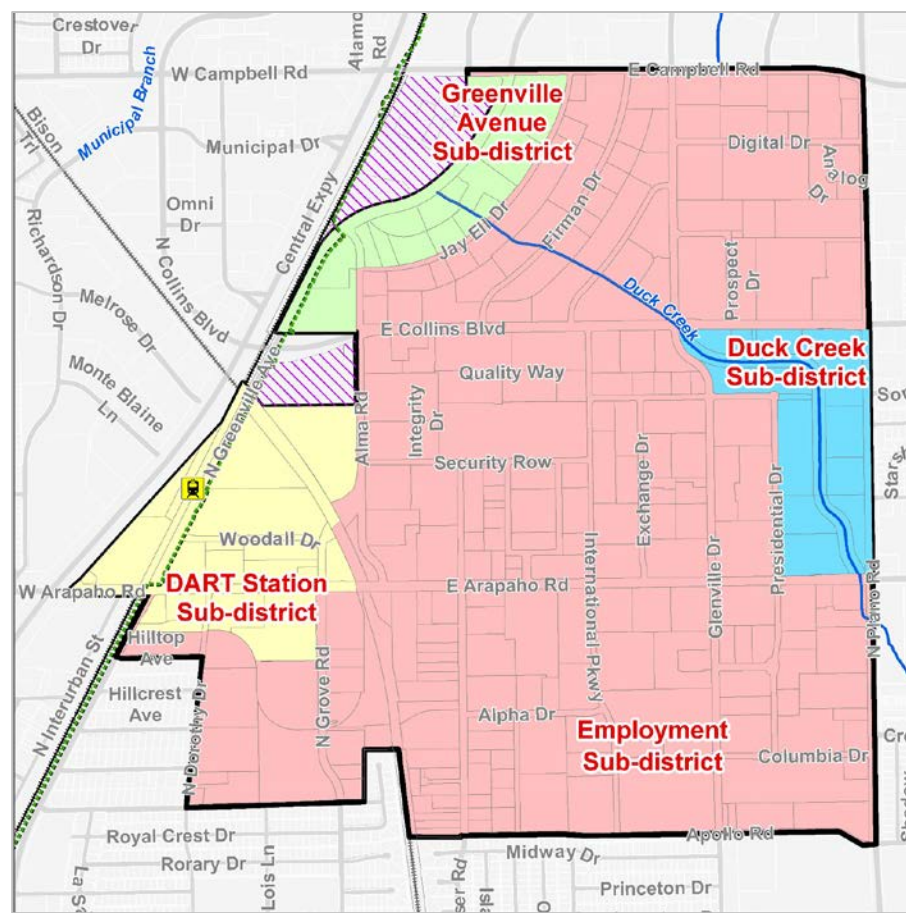 Crestover
Dr
Alamo
Rd
W Campbell Rd
E Campbell Rd
Municipal Branch
Bison
Trl
Municipal Dr
Greenville
Avenue
Sub-district
Digital Dr
Analog
Dr
Omni
Dr
Central Expy
N Collins Blvd
Richardson Dr
Jay Ell Dr
Firman Dr
Melrose Dr
Prospect
Dr
Duck Creek
E Collins Blvd
Duck Creek
Sub-district
Monte Blaine
Ln
N Greenville Ave
Quality Way
Alma Rd
Integrity
Dr
Security Row
Exchange Dr
Presidential Dr
Woodall Dr
International Pkwy
Glenville Dr
W Arapaho Rd
DART Station
Sub-district
E Arapaho Rd
N Plano Rd
N Interurban St
Hilltop
Ave
Hillcrest
Ave
N Dorothy Dr
N Grove Rd
Alpha Dr
Employment
Sub-district
Columbia Dr
Royal Crest Dr
Apollo Rd
Rorary Dr
Lois Ln
Midway Dr
Princeton Dr